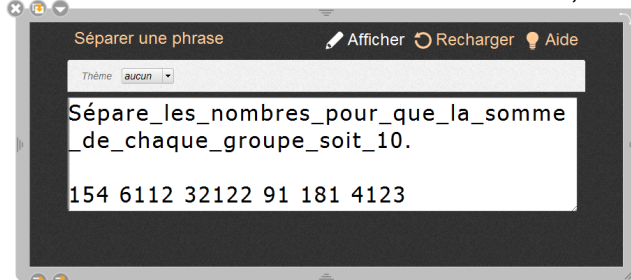 Séparer une phrase
Afficher Recharger Aide
Thème aucun
Sépare_les_nombres_pour_que_la_somme
_de_chaque_groupe_soit_10.
154 6112 32122 91 181 4123